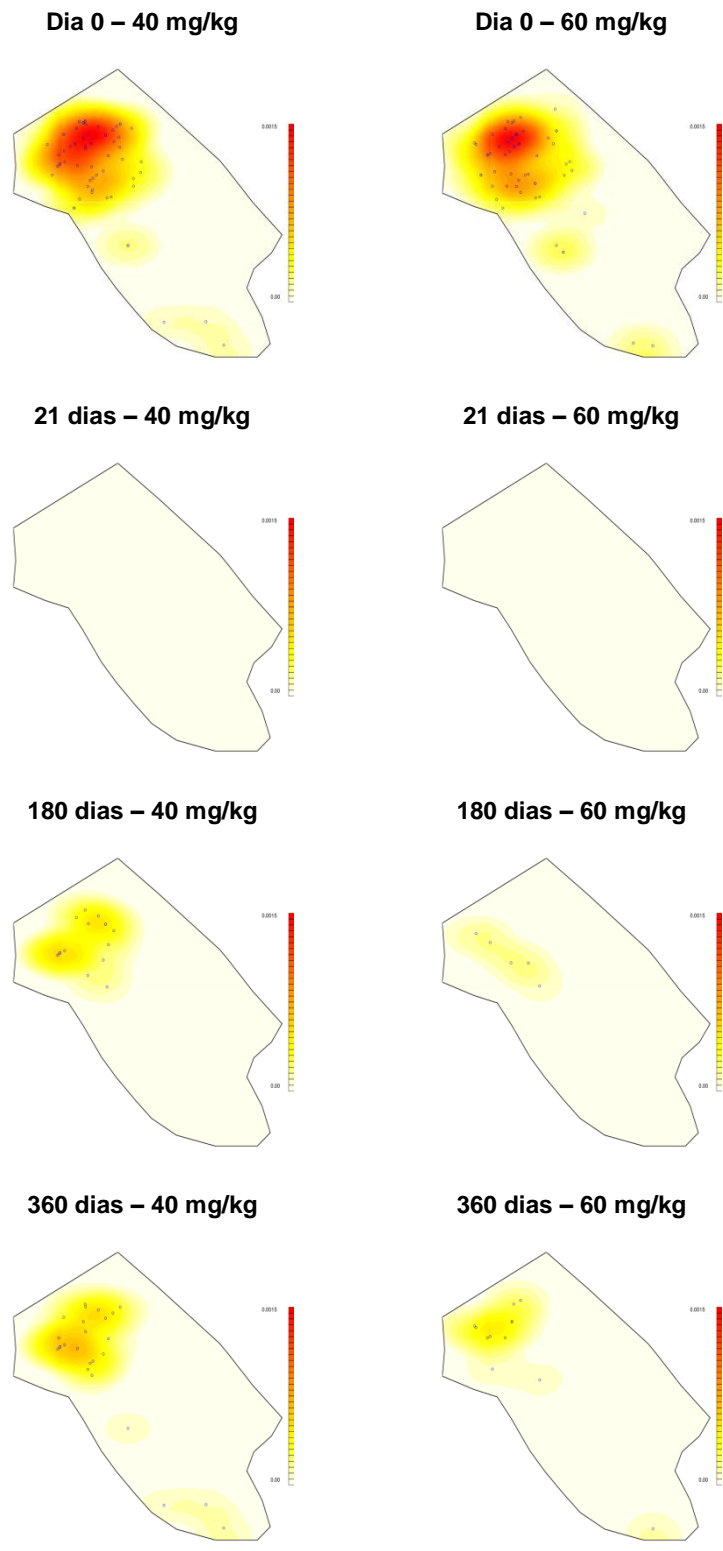 Dia 0 – 40 mg/kg
Dia 0 – 60 mg/kg
0.0015
0.00
0.0015
0.00
21 dias – 40 mg/kg
21 dias – 60 mg/kg
0.0015
0.00
0.0015
0.00
180 dias – 40 mg/kg
180 dias – 60 mg/kg
0.0015
0.00
0.0015
0.00
360 dias – 40 mg/kg
360 dias – 60 mg/kg
0.0015
0.00
0.0015
0.00